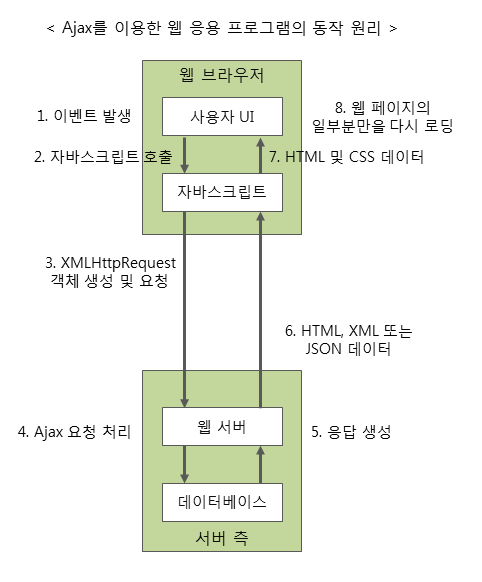 < Ajax를 이용한 웹 응용 프로그램의 동작 원리 >
웹 브라우저
1. 이벤트 발생
사용자 UI
8. 웹 페이지의
일부분만을 다시 로딩
2. 자바스크립트 호출
7. HTML 및 CSS 데이터
자바스크립트
3. XMLHttpRequest
객체 생성 및 요청
6. HTML, XML 또는
JSON 데이터
4. Ajax 요청 처리
웹 서버
5. 응답 생성
데이터베이스
서버 측